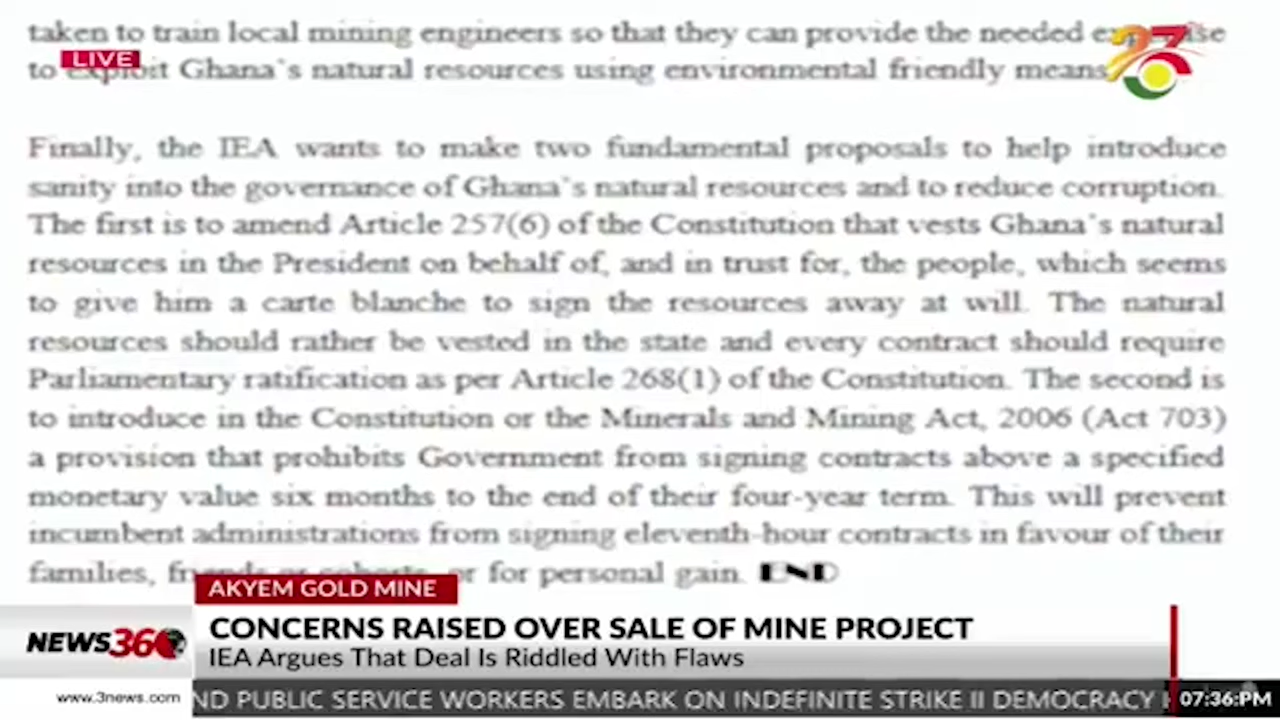 taken to train local mining engineers so that they can provide the needed
LIVE
to exploit Ghana's natural resources using environmental friendly means
Finally, the IEA wants to make two fundamental proposals to help introduce
sanity into the governance of Ghana's natural resources and to reduce corruption.
The first is to amend Article 257(6) of the Constitution that vests Ghana's natural
resources in the President on behalf of, and in trust for, the people, which seems
to give him a carte blanche to sign the resources away at will. The natural
resources should rather be vested in the state and every contract should require
Parliamentary ratification as per Article 268(1) of the Constitution. The second is
to introduce in the Constitution or the Minerals and Mining Act, 2006 (Act 703)
a provision that prohibits Government from signing contracts above a specified
monetary value six months to the end of their four-year term. This will prevent
incumbent administrations from signing eleventh-hour contracts in favour of their
families, or for personal gain. END
AKYEM GOLD MINE
NEWS360
CONCERNS RAISED OVER SALE OF MINE PROJECT
IEA Argues That Deal Is Riddled With Flaws
www.3news.com
ND PUBLIC SERVICE WORKERS EMBARK ON INDEFINITE STRIKE II DEMOCRACY
07:36:PM